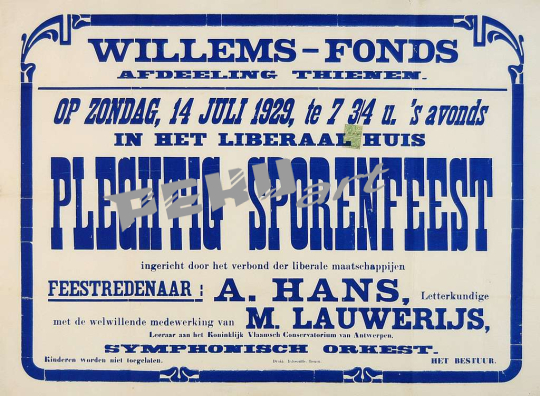 WILLEMS-FONDS
AFDEELING THIENEN.
OP ZONDAG, 14 JULI 1929, te 7 3/4 u. 's avonds
IN HET LIBERAAL HUIS
PLECHTIG SPORENFEEST
PEKUart
ingericht door het verbond der liberale maatschappijen
FEESTREDENAAR : A. HANS, Letterkundige
met de welwillende medewerking van M. LAUWERIJS,
Leeraar aan het Koninklijk Vlaamsch Conservatorium van Antwerpen.
SYMPHONISCH ORKEST.
Kinderen worden niet toegelaten.
HET BESTUUR.